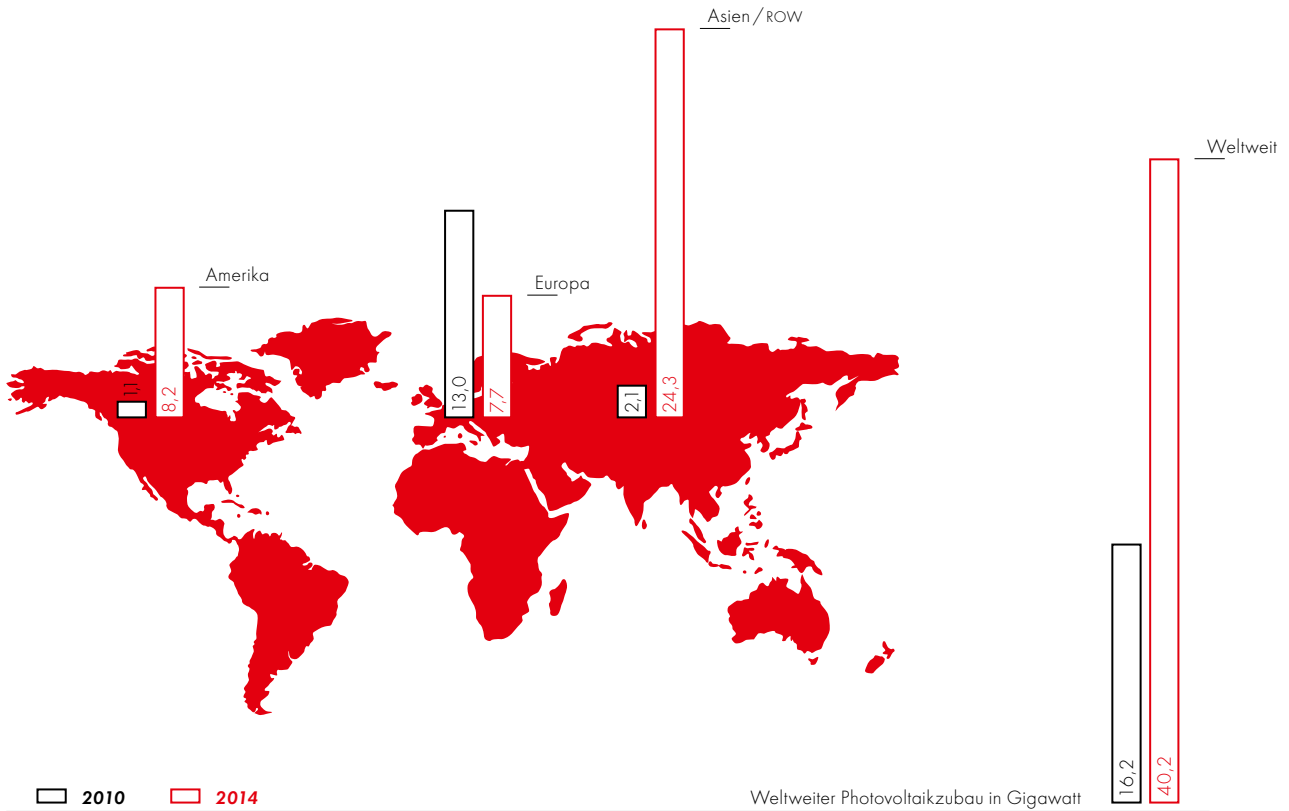 Asien / ROW
Weltweit
Amerika
Europa
1,1
8,2
13,0
7,7
2,1
24,3
16,2
40,2
2010
2014
Weltweiter Photovoltaikzubau in Gigawatt